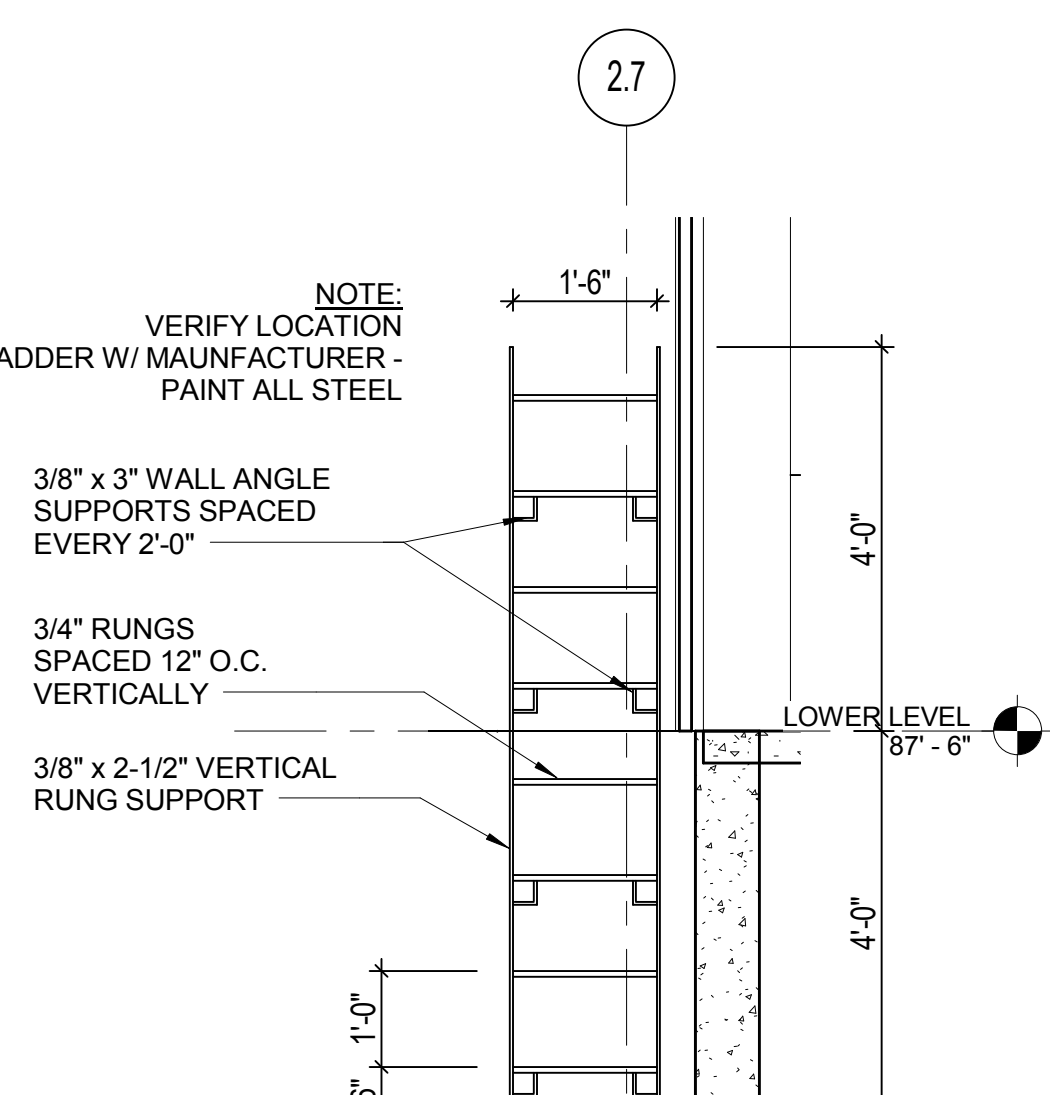 2.7
1'-6"
NOTE:
VERIFY LOCATION
ADDER W/ MAUNFACTURER -
PAINT ALL STEEL
3/8" x 3" WALL ANGLE
SUPPORTS SPACED
EVERY 2'-0"
4'-0"
3/4" RUNGS
SPACED 12" O.C.
VERTICALLY
LOWER LEVEL
87' - 6"
3/8" x 2-1/2" VERTICAL
RUNG SUPPORT
4'-0"
1'-0"